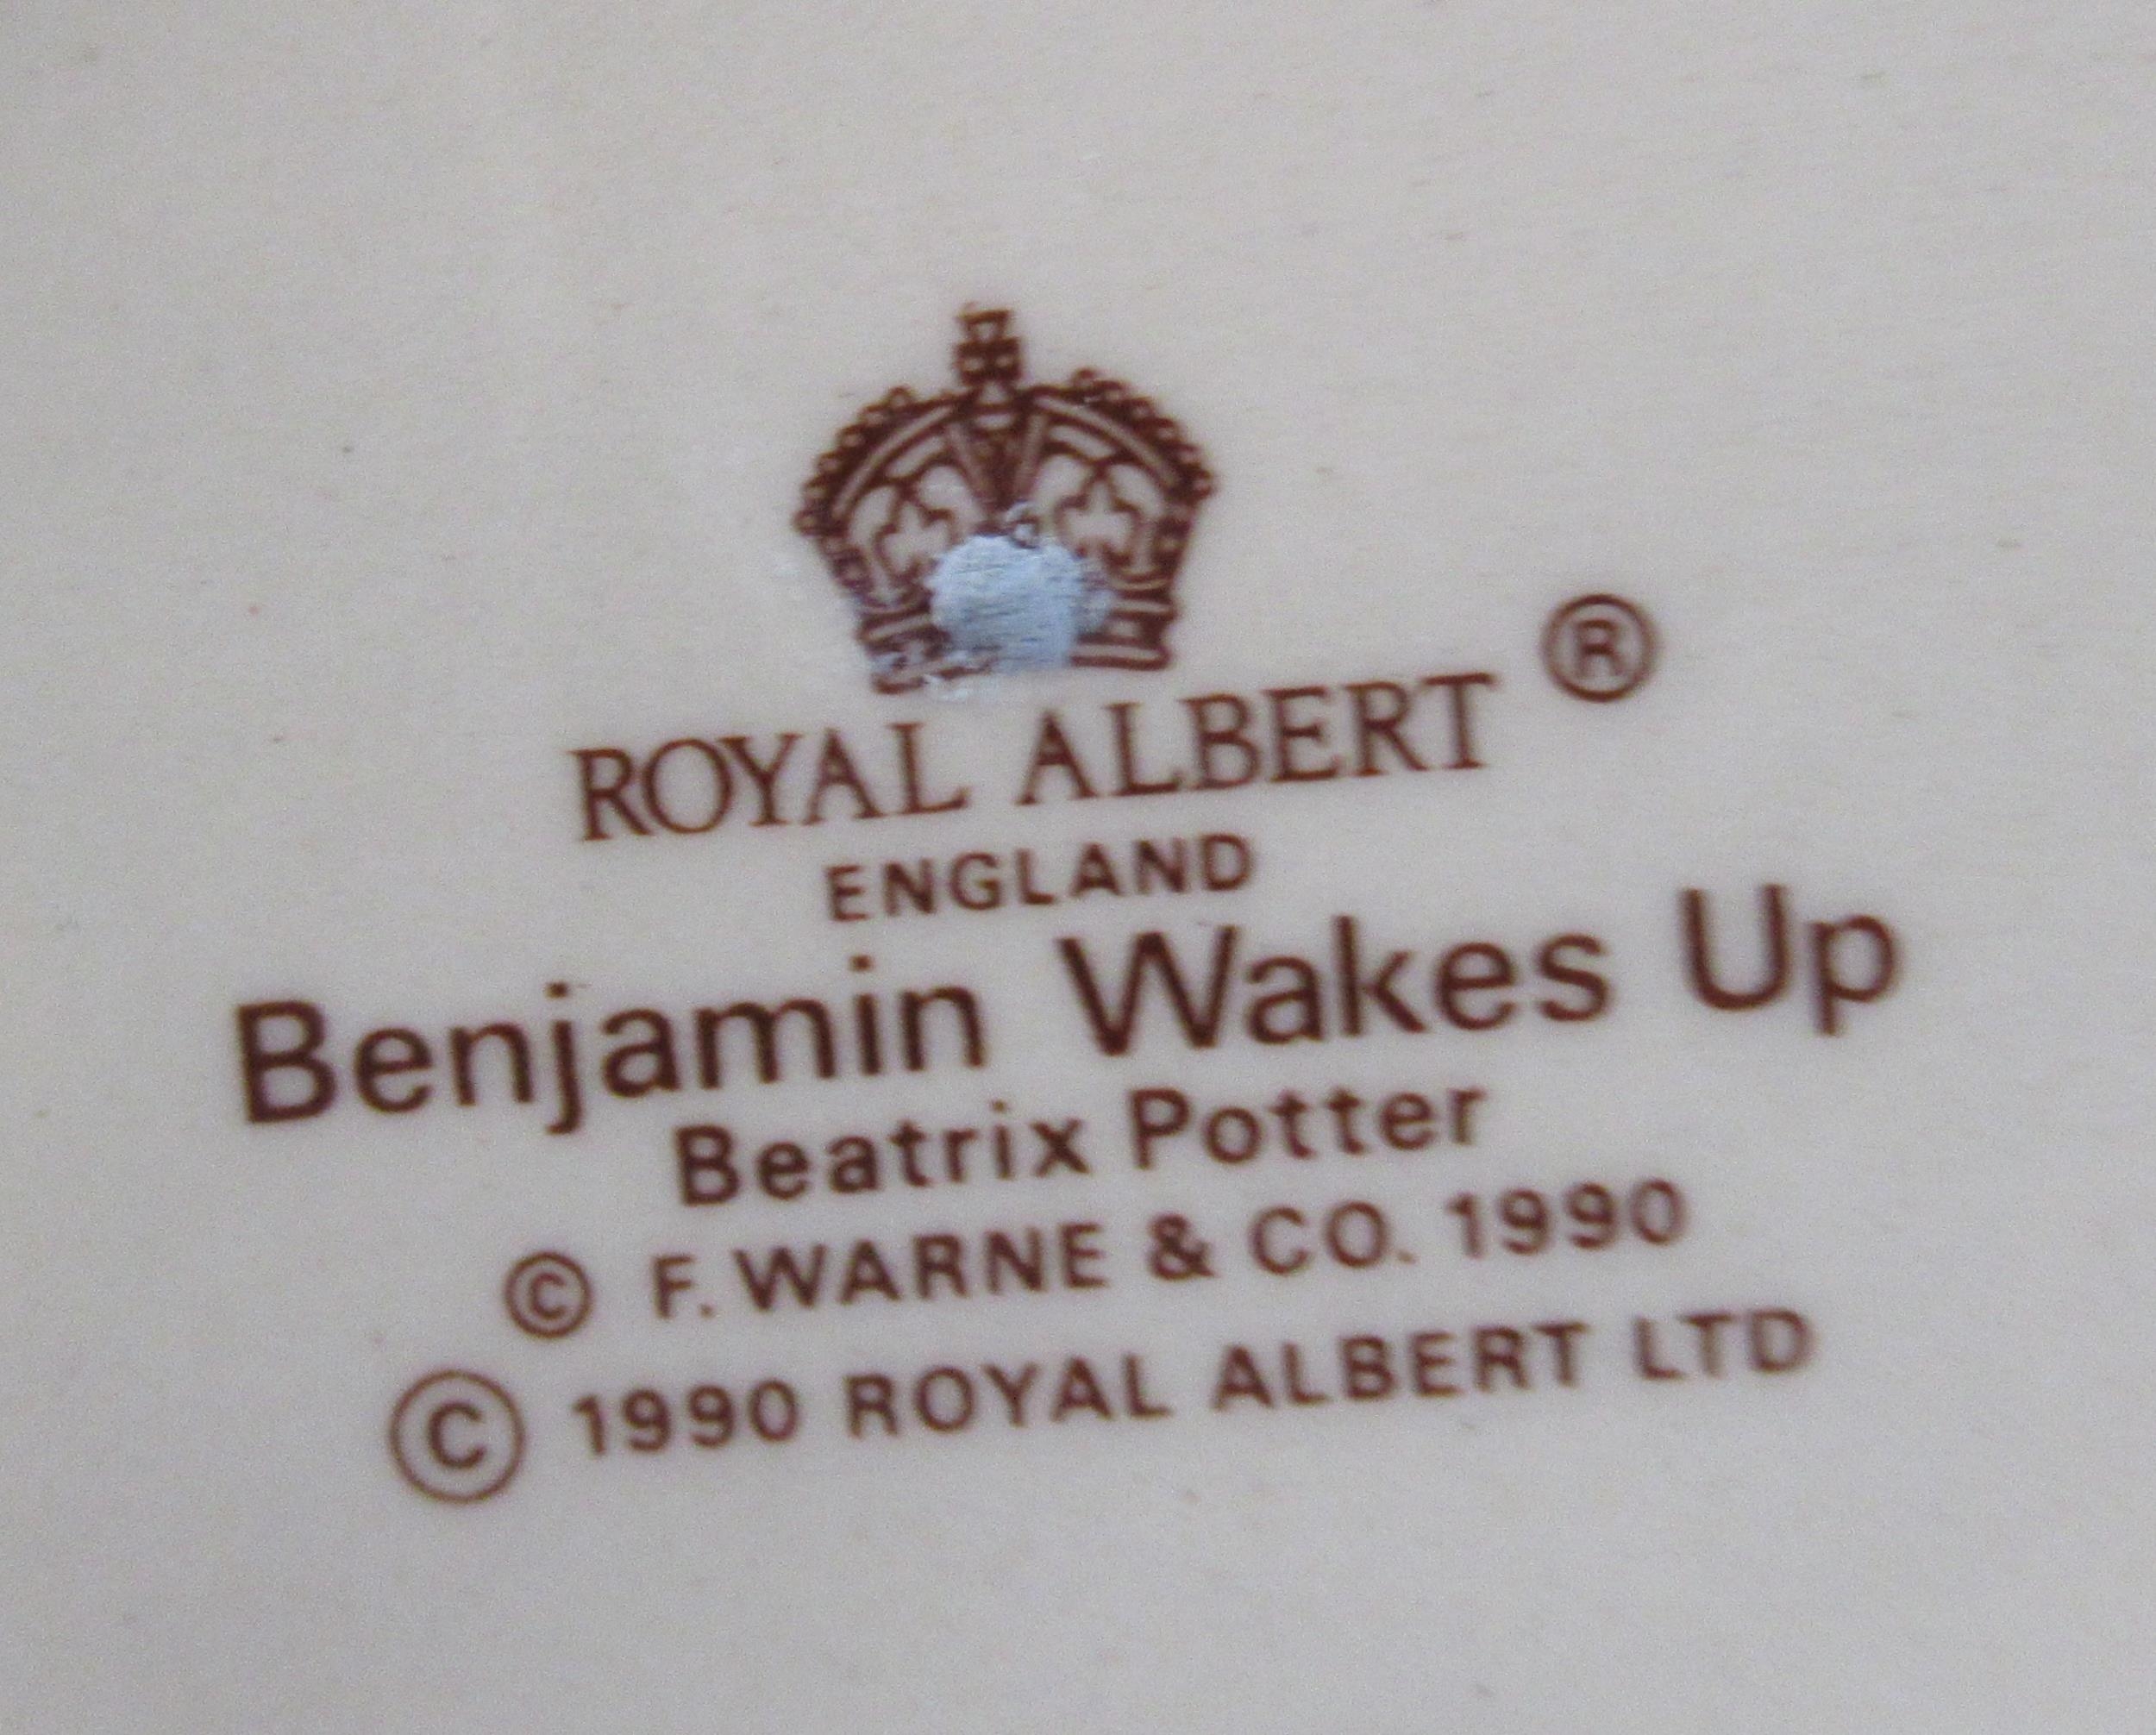 ROYAL ALBERT ®
ENGLAND
Benjamin Wakes Up
Beatrix Potter
© F. WARNE & CO. 1990
© 1990 ROYAL ALBERT LTD